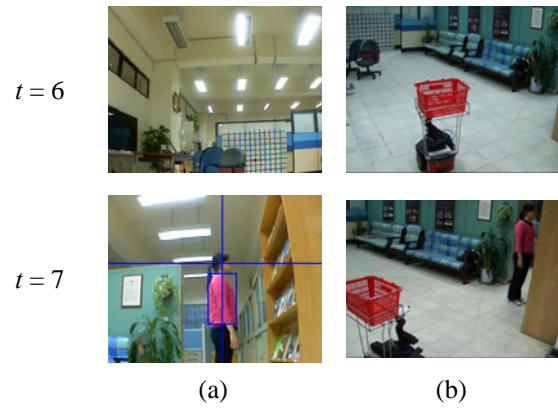 t = 6
t = 7
(a) (b)